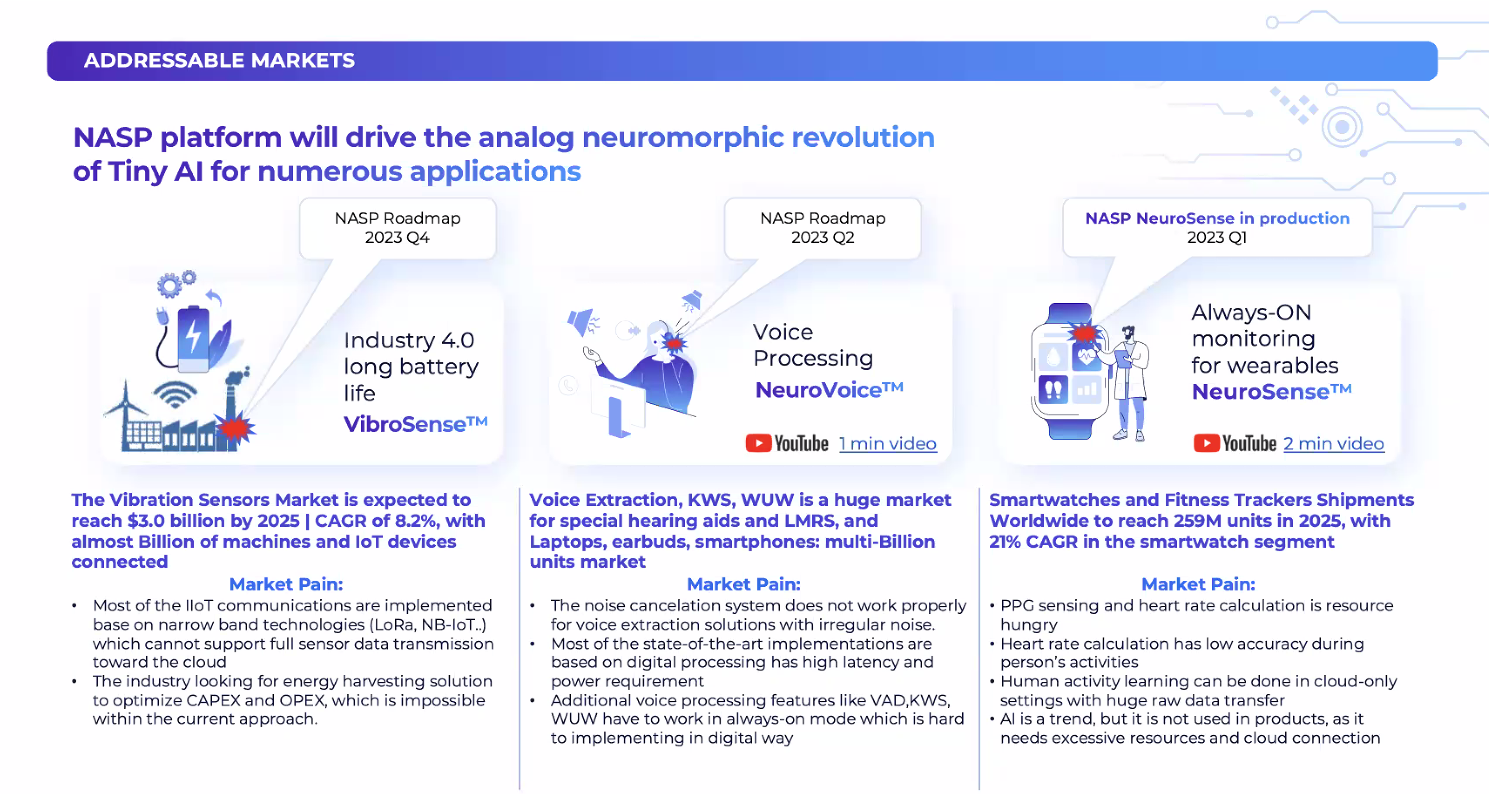 ADDRESSABLE MARKETS
NASP platform will drive the analog neuromorphic revolution
of Tiny AI for numerous applications
NASP Roadmap
2023 Q4
Industry 4.0
long battery
life
VibroSense™
The Vibration Sensors Market is expected to
reach $3.0 billion by 2025 | CAGR of 8.2%, with
almost Billion of machines and IoT devices
connected
Market Pain:
• Most of the IIoT communications are implemented
base on narrow band technologies (LoRa, NB-IoT..)
which cannot support full sensor data transmission
toward the cloud
• The industry looking for energy harvesting solution
to optimize CAPEX and OPEX, which is impossible
within the current approach.
NASP Roadmap
2023 Q2
Voice
Processing
NeuroVoice™
YouTube 1 min video
Voice Extraction, KWS, WUW is a huge market
for special hearing aids and LMRS, and
Laptops, earbuds, smartphones: multi-Billion
units market
Market Pain:
• The noise cancelation system does not work properly
for voice extraction solutions with irregular noise.
• Most of the state-of-the-art implementations are
based on digital processing has high latency and
power requirement
• Additional voice processing features like VAD,KWS,
WUW have to work in always-on mode which is hard
to implementing in digital way
NASP NeuroSense in production
2023 Q1
Always-ON
monitoring
for wearables
NeuroSense™
YouTube 2 min video
Smartwatches and Fitness Trackers Shipments
Worldwide to reach 259M units in 2025, with
21% CAGR in the smartwatch segment
Market Pain:
• PPG sensing and heart rate calculation is resource
hungry
• Heart rate calculation has low accuracy during
person's activities
• Human activity learning can be done in cloud-only
settings with huge raw data transfer
• AI is a trend, but it is not used in products, as it
needs excessive resources and cloud connection